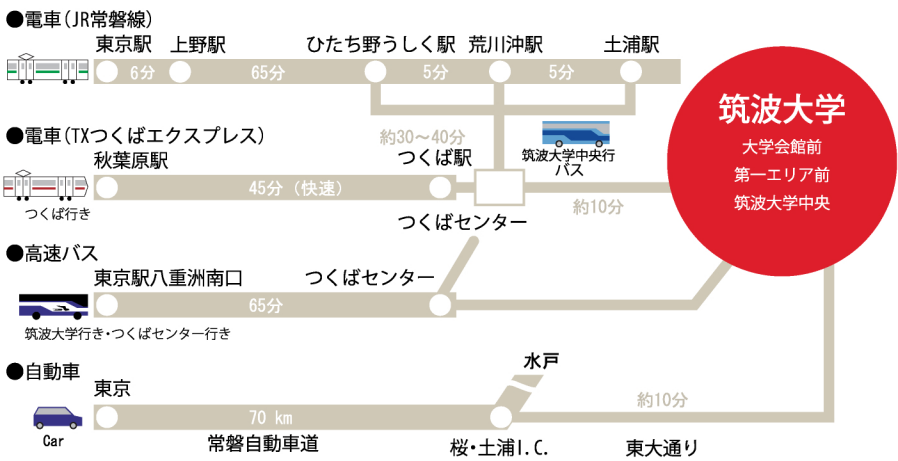 ●電車（JR常磐線）
東京駅
上野駅
ひたち野うしく駅
荒川沖駅
土浦駅
6分
65分
5分
5分
約30～40分
筑波大学中央行
バス
●電車（TXつくばエクスプレス）
秋葉原駅
つくば駅
45分（快速）
つくば行き
つくばセンター
約10分
筑波大学
大学会館前
第一エリア前
筑波大学中央
●高速バス
東京駅八重洲南口
つくばセンター
65分
筑波大学行き・つくばセンター行き
●自動車
東京
水戸
70 km
約10分
Car
常磐自動車道
桜・土浦I.C.
東大通り